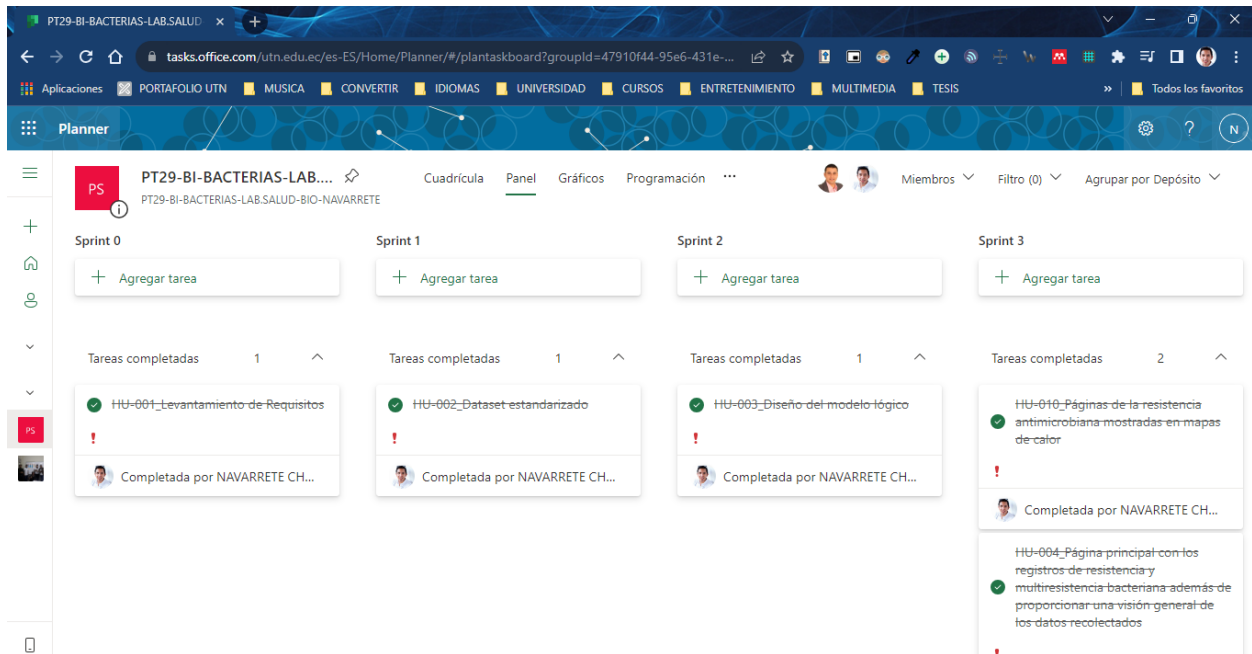 PT29-BI-BACTERIAS-LAB.SALUD
tasks.office.com/utn.edu.ec/es-ES/Home/Planner/#/plantaskboard?groupId=47910f44-95e6-431e-...
Aplicaciones PORTAFOLIO UTN MUSICA CONVERTIR IDIOMAS UNIVERSIDAD CURSOS ENTRETENIMIENTO MULTIMEDIA TESIS » Todos los favoritos
Planner ? N
PS PT29-BI-BACTERIAS-LAB.... Cuadrícula Panel Gráficos Programación ... Miembros Filtro (0) Agrupar por Depósito
PT29-BI-BACTERIAS-LAB.SALUD-BIO-NAVARRETE
Sprint 0
Agregar tarea
Tareas completadas 1
HU-001_Levantamiento de Requisitos
!
Completada por NAVARRETE CH...
Sprint 1
Agregar tarea
Tareas completadas 1
HU-002_Dataset estandarizado
!
Completada por NAVARRETE CH...
Sprint 2
Agregar tarea
Tareas completadas 1
HU-003_Diseño del modelo lógico
!
Completada por NAVARRETE CH...
Sprint 3
Agregar tarea
Tareas completadas 2
HU-010_Páginas de la resistencia
antimicrobiana mostradas en mapas
de calor
!
Completada por NAVARRETE CH...
HU-004_Página principal con los
registros de resistencia y
multiresistencia bacteriana además de
proporcionar una visión general de
los datos recolectados
PS